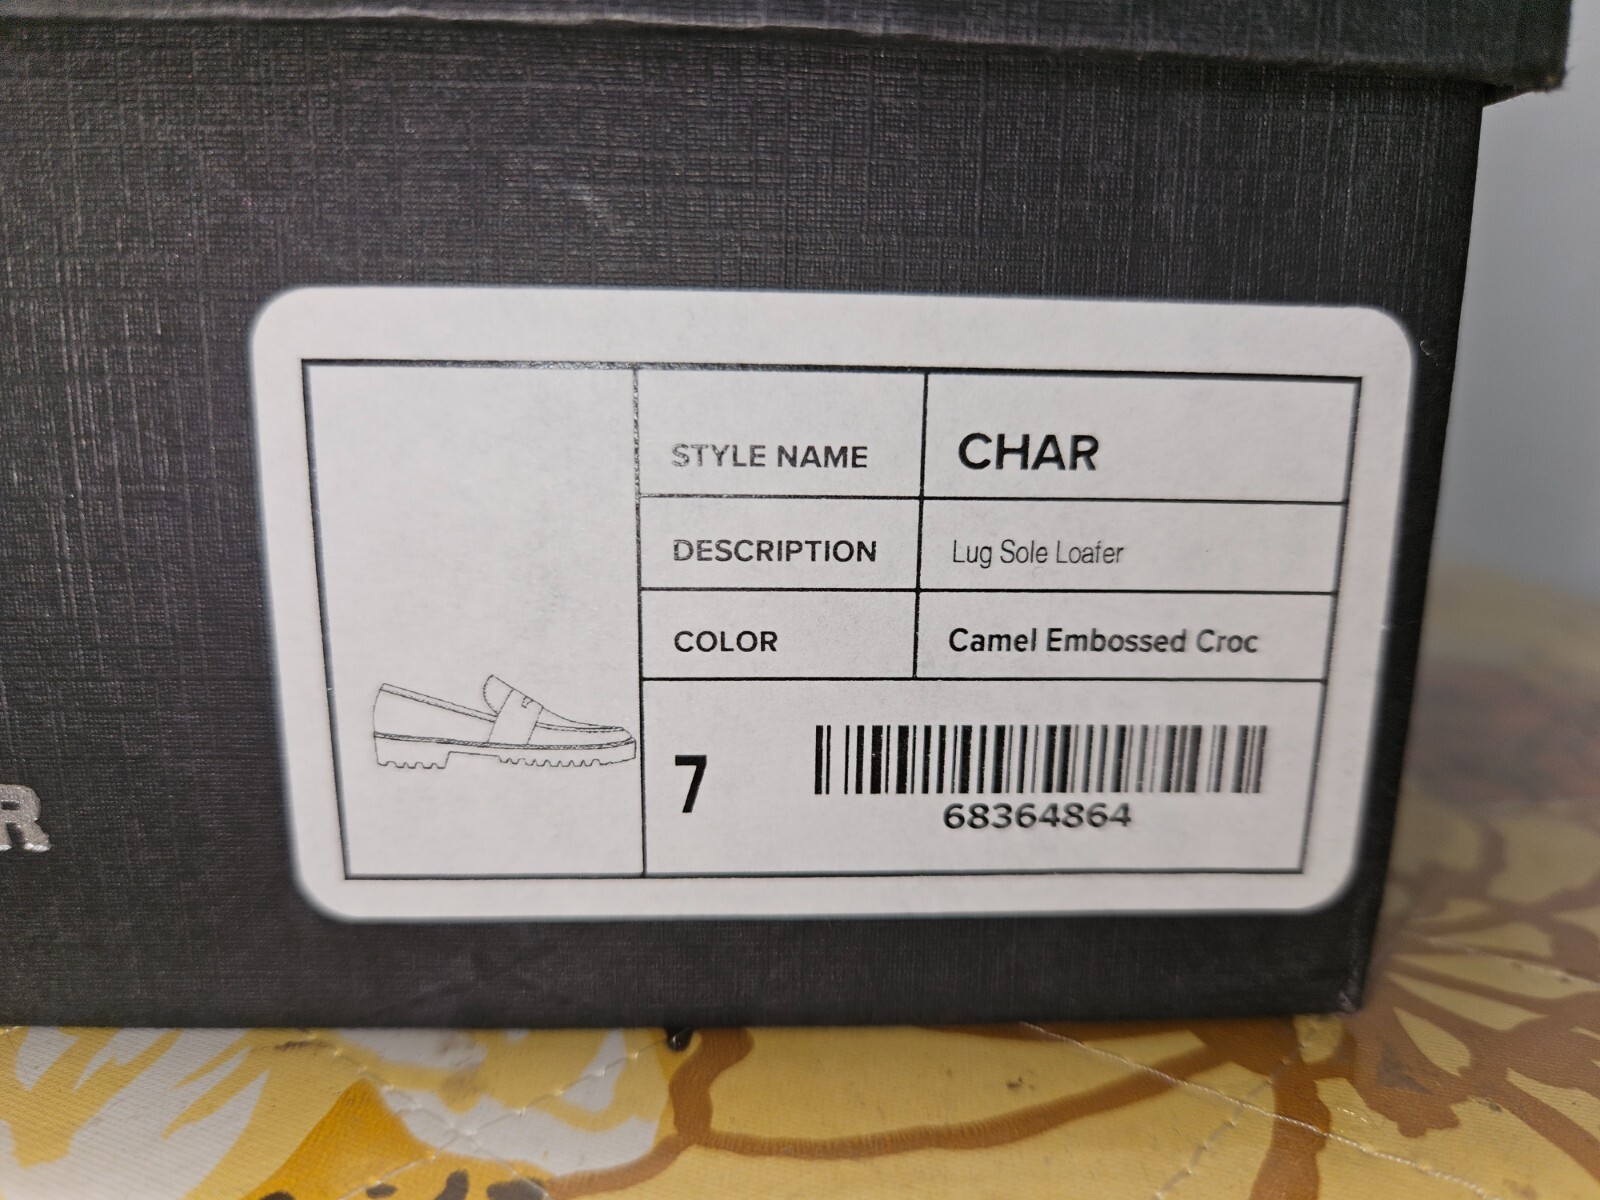 STYLE NAME CHAR
DESCRIPTION Lug Sole Loafer
COLOR Camel Embossed Croc
7
68364864
R